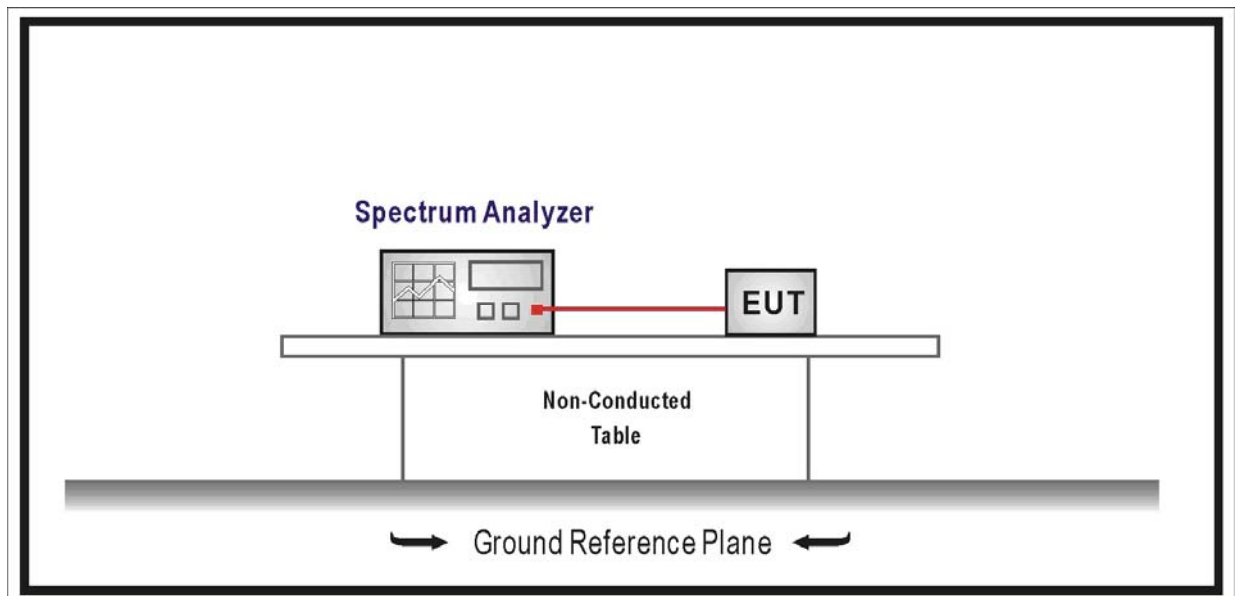 Spectrum Analyzer
EUT
Non-Conducted
Table
Ground Reference Plane